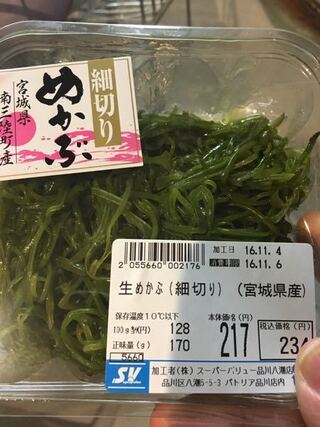 細切り
めかぶ
宮城県
南三陸町産
加工日 16.11.4
消費期限 16.11.6
2 055660 002176
生めかぶ(細切り) (宮城県産)
保存温度10℃以下
100g当り(円) 128
正味量(g) 170
本体価格(円) 217
税込価格(円) 234
5660
SV
加工者(株)スーパーバリュー品川八潮店
品川区八潮5-5-3 パトリア品川店内